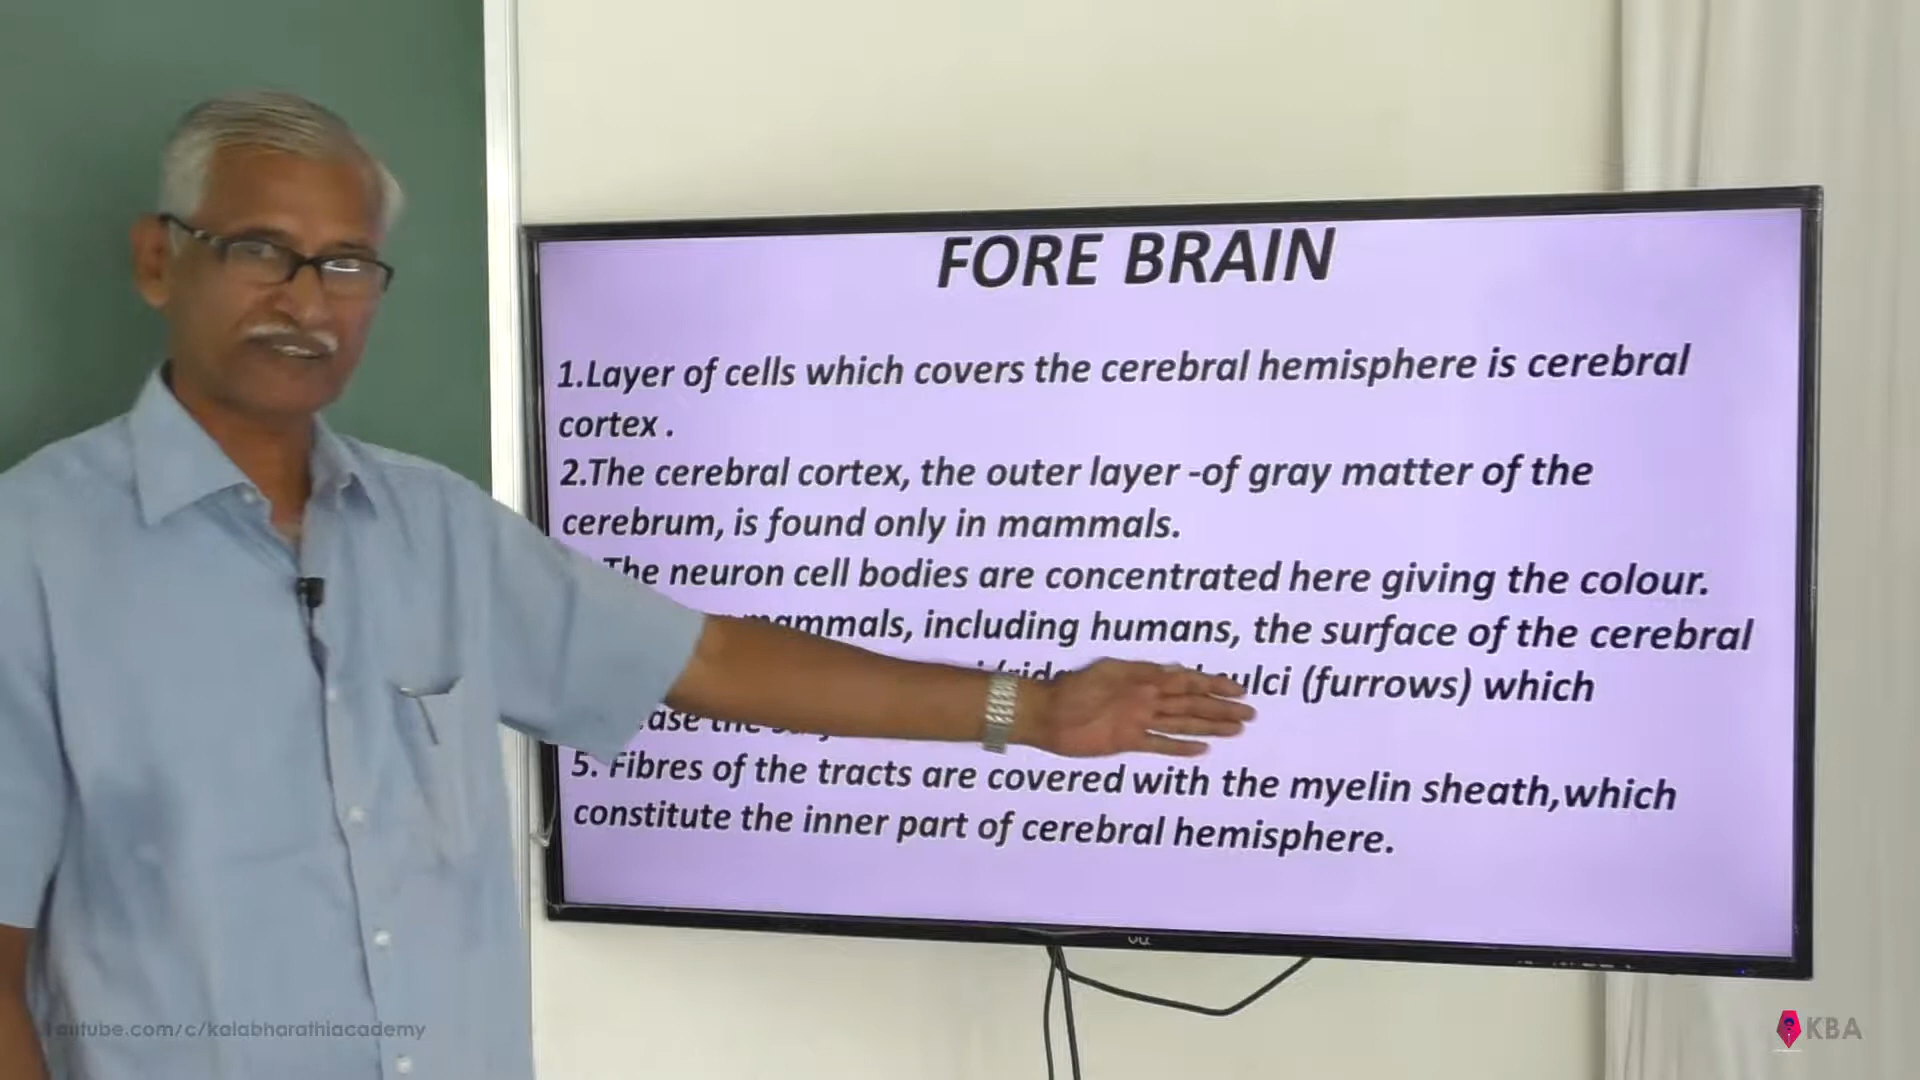 FORE BRAIN
1.Layer of cells which covers the cerebral hemisphere is cerebral
cortex .
2.The cerebral cortex, the outer layer -of gray matter of the
cerebrum, is found only in mammals.
The neuron cell bodies are concentrated here giving the colour.
mammals, including humans, the surface of the cerebral
(furrows) which
5. Fibres of the tracts are covered with the myelin sheath,which
constitute the inner part of cerebral hemisphere.
youtube.com/c/kalabharathiacademy
KBA